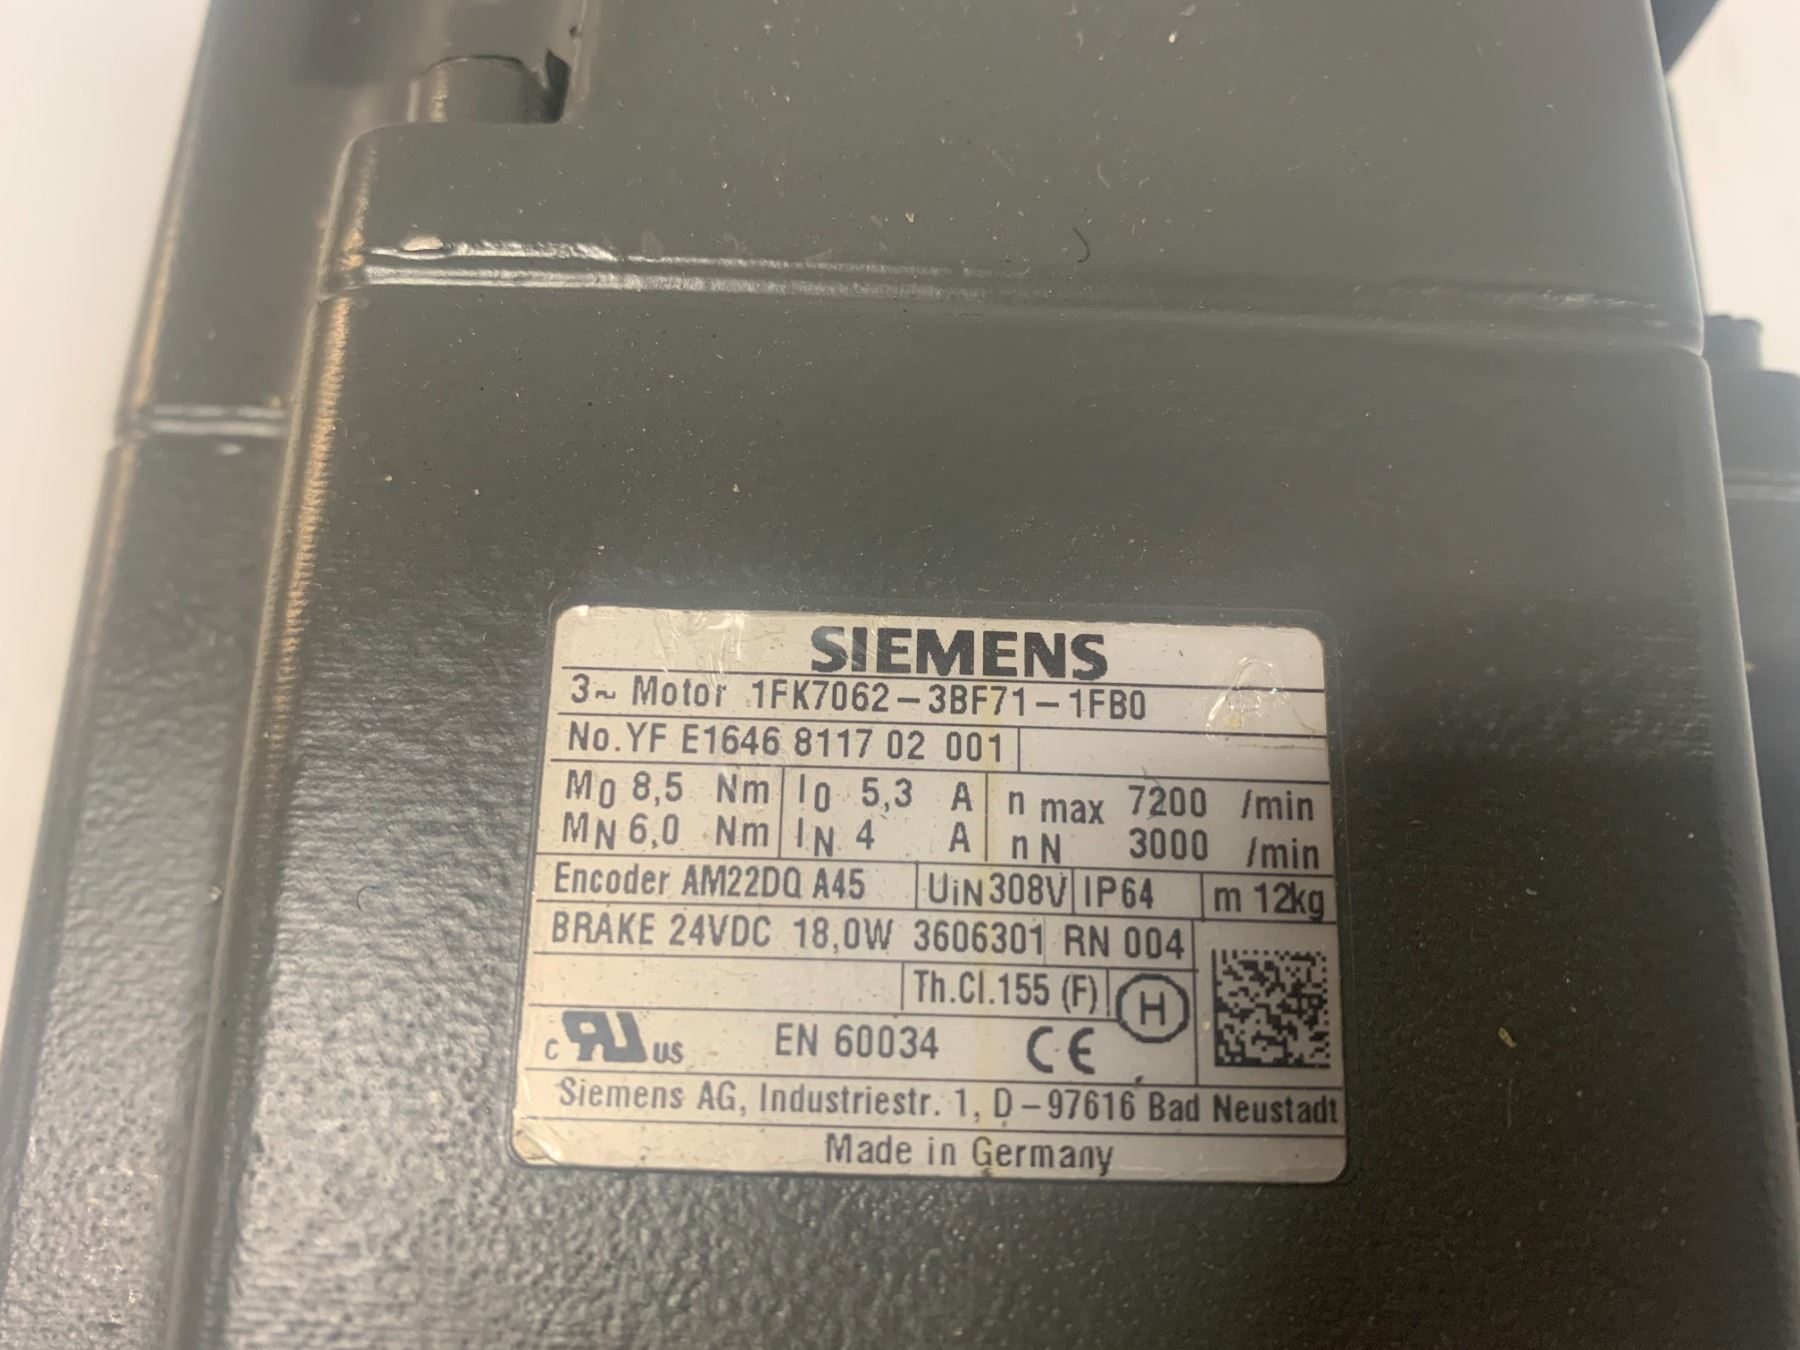 SIEMENS
3~ Motor 1FK7062-3BF71-1FB0
No.YF E1646 8117 02 001
M0 8,5 Nm I0 5,3 A n max 7200 /min
MN 6,0 Nm IN 4 A n N 3000 /min
Encoder AM22DQ A45 UiN 308V IP64 m 12kg
BRAKE 24VDC 18,0W 3606301 RN 004
Th.Cl.155 (F) H
c RU us EN 60034 CE
Siemens AG, Industriestr. 1, D-97616 Bad Neustadt
Made in Germany